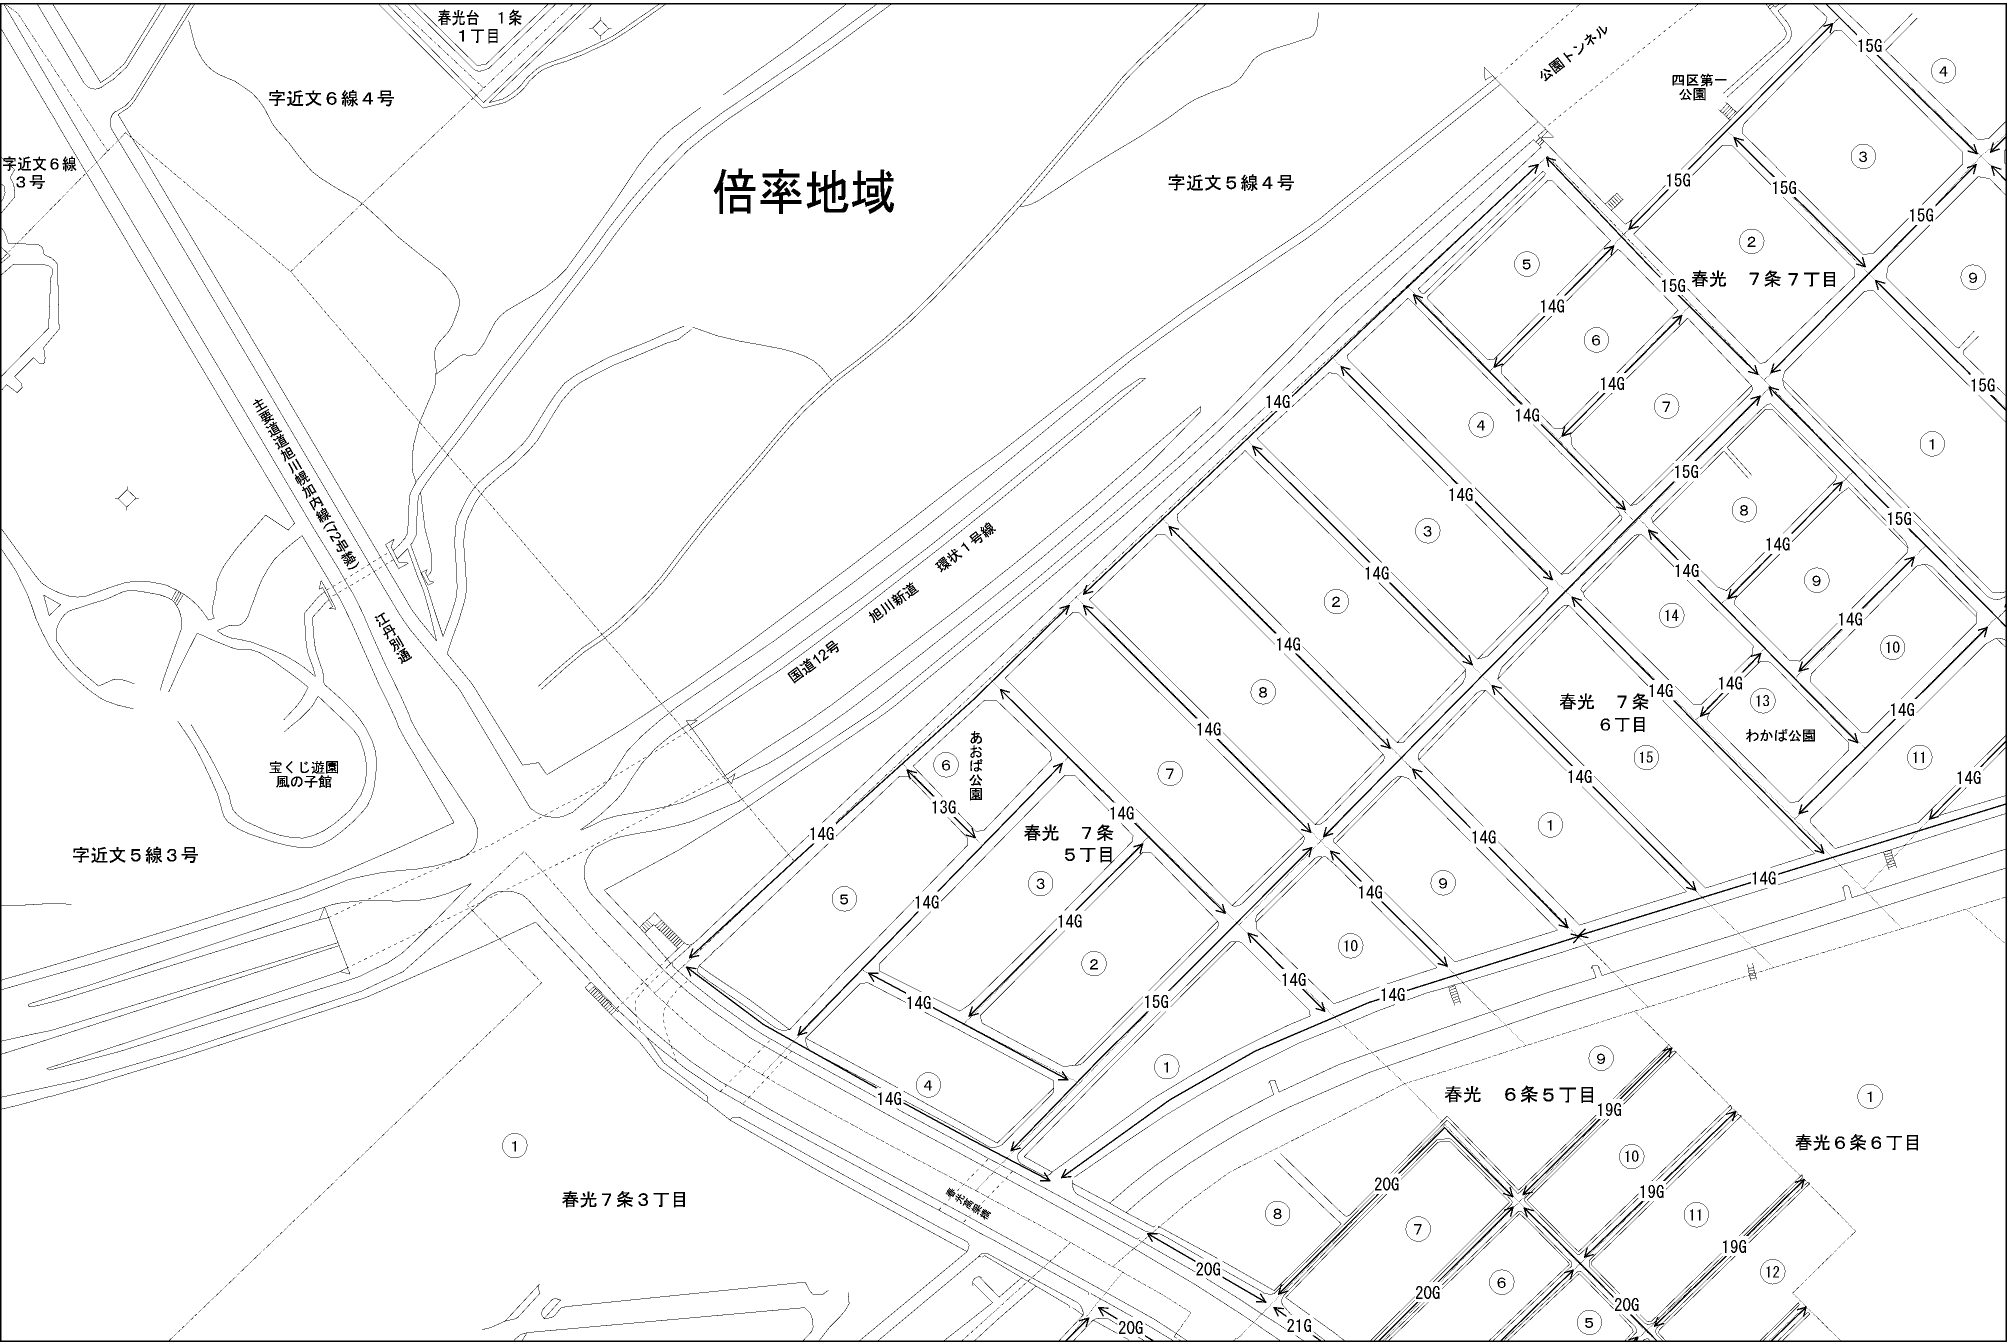 春光台　１条
１丁目
字近文６線４号
字近文６線
３号
倍率地域
字近文５線４号
公園トンネル
四区第一
公園
15G
④
③
15G
15G
15G
②
春光　７条７丁目
⑨
⑤
14G
15G
⑥
14G
⑦
15G
①
14G
④
14G
15G
主要道道旭川幌加内線(72号線)
江丹別通
国道12号　旭川新道　環状１号線
14G
③
14G
②
⑧
14G
15G
14G
⑨
14G
⑭
14G
⑩
14G
14G
⑧
14G
⑬
14G
春光　７条
６丁目
わかば公園
14G
⑮
⑪
14G
宝くじ遊園
風の子館
字近文５線３号
⑥
あおば公園
13G
14G
⑦
14G
14G
春光　７条
５丁目
14G
①
14G
⑤
14G
③
14G
②
⑨
14G
⑩
14G
14G
14G
15G
14G
④
14G
①
①
春光７条３丁目
春光高架橋
⑨
春光　６条５丁目
19G
①
春光６条６丁目
⑩
19G
20G
⑧
⑦
⑪
19G
20G
⑥
⑫
20G
20G
⑤
20G
21G